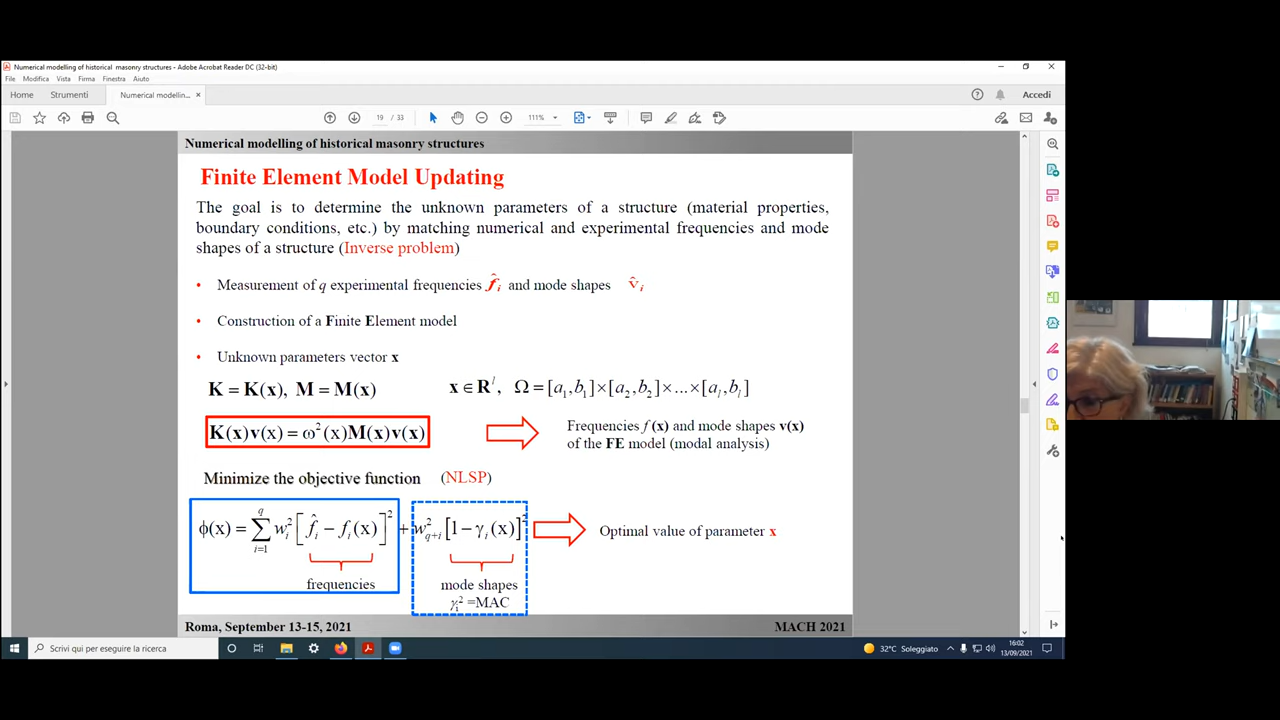 Numerical modelling of historical masonry structures - Adobe Acrobat Reader DC (32-bit)
File Modifica Vista Firma Finestra Aiuto
Home Strumenti Numerical modellin... × Accedi
19 / 33 111%
Numerical modelling of historical masonry structures
Finite Element Model Updating
The goal is to determine the unknown parameters of a structure (material properties,
boundary conditions, etc.) by matching numerical and experimental frequencies and mode
shapes of a structure (Inverse problem)
• Measurement of q experimental frequencies f̂ᵢ and mode shapes v̂ᵢ
• Construction of a Finite Element model
• Unknown parameters vector x
K = K(x), M = M(x) x ∈ Rˡ, Ω = [a₁,b₁]×[a₂,b₂]×...×[aₗ,bₗ]
K(x)v(x) = ω²(x)M(x)v(x)
Frequencies f (x) and mode shapes v(x)
of the FE model (modal analysis)
Minimize the objective function (NLSP)
ϕ(x) = ∑ᵢ₌₁^q wᵢ² [f̂ᵢ − fᵢ(x)]² + w²_{q+i} [1 − γᵢ(x)]²
Optimal value of parameter x
frequencies
mode shapes
γᵢ² =MAC
Roma, September 13-15, 2021 MACH 2021
Scrivi qui per eseguire la ricerca
32°C Soleggiato
16:02
13/09/2021